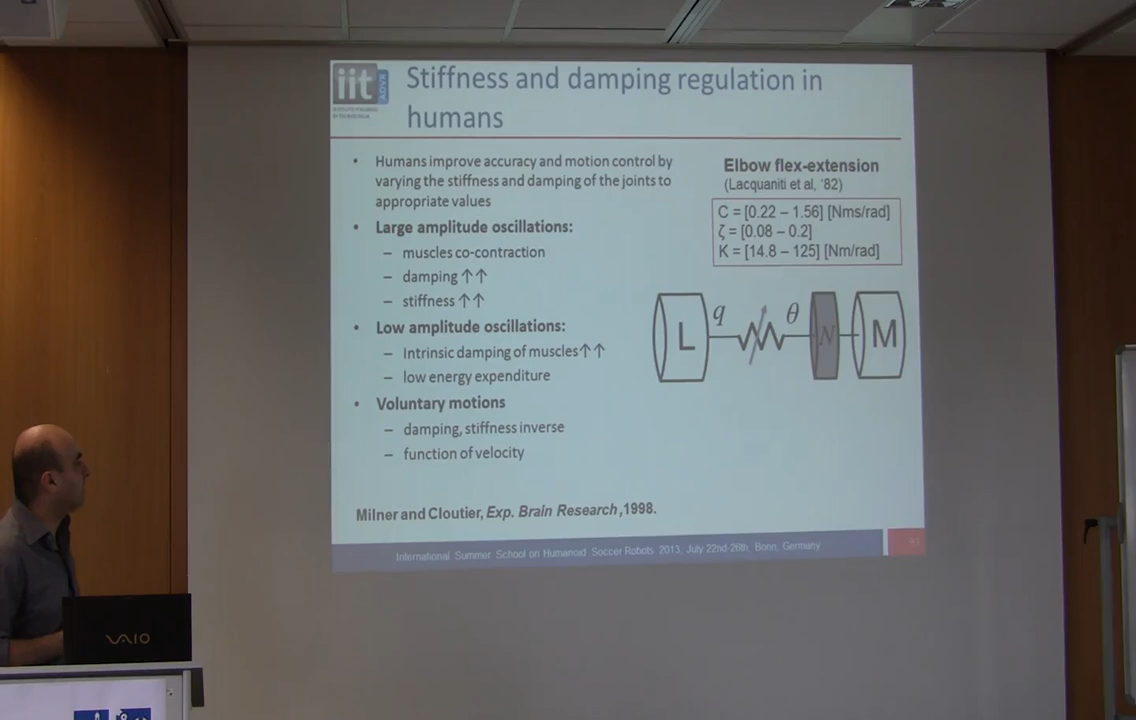 iit
ADVR
Stiffness and damping regulation in
humans
• Humans improve accuracy and motion control by
varying the stiffness and damping of the joints to
appropriate values
• Large amplitude oscillations:
– muscles co-contraction
– damping ↑↑
– stiffness ↑↑
• Low amplitude oscillations:
– Intrinsic damping of muscles↑↑
– low energy expenditure
• Voluntary motions
– damping, stiffness inverse
– function of velocity
Elbow flex-extension
(Lacquaniti et al, '82)
C = [0.22 – 1.56] [Nms/rad]
ζ = [0.08 – 0.2]
K = [14.8 – 125] [Nm/rad]
L q θ N M
Milner and Cloutier, Exp. Brain Research ,1998.
International Summer School on Humanoid Soccer Robots 2013, July 22nd-26th, Bonn, Germany
VAIO